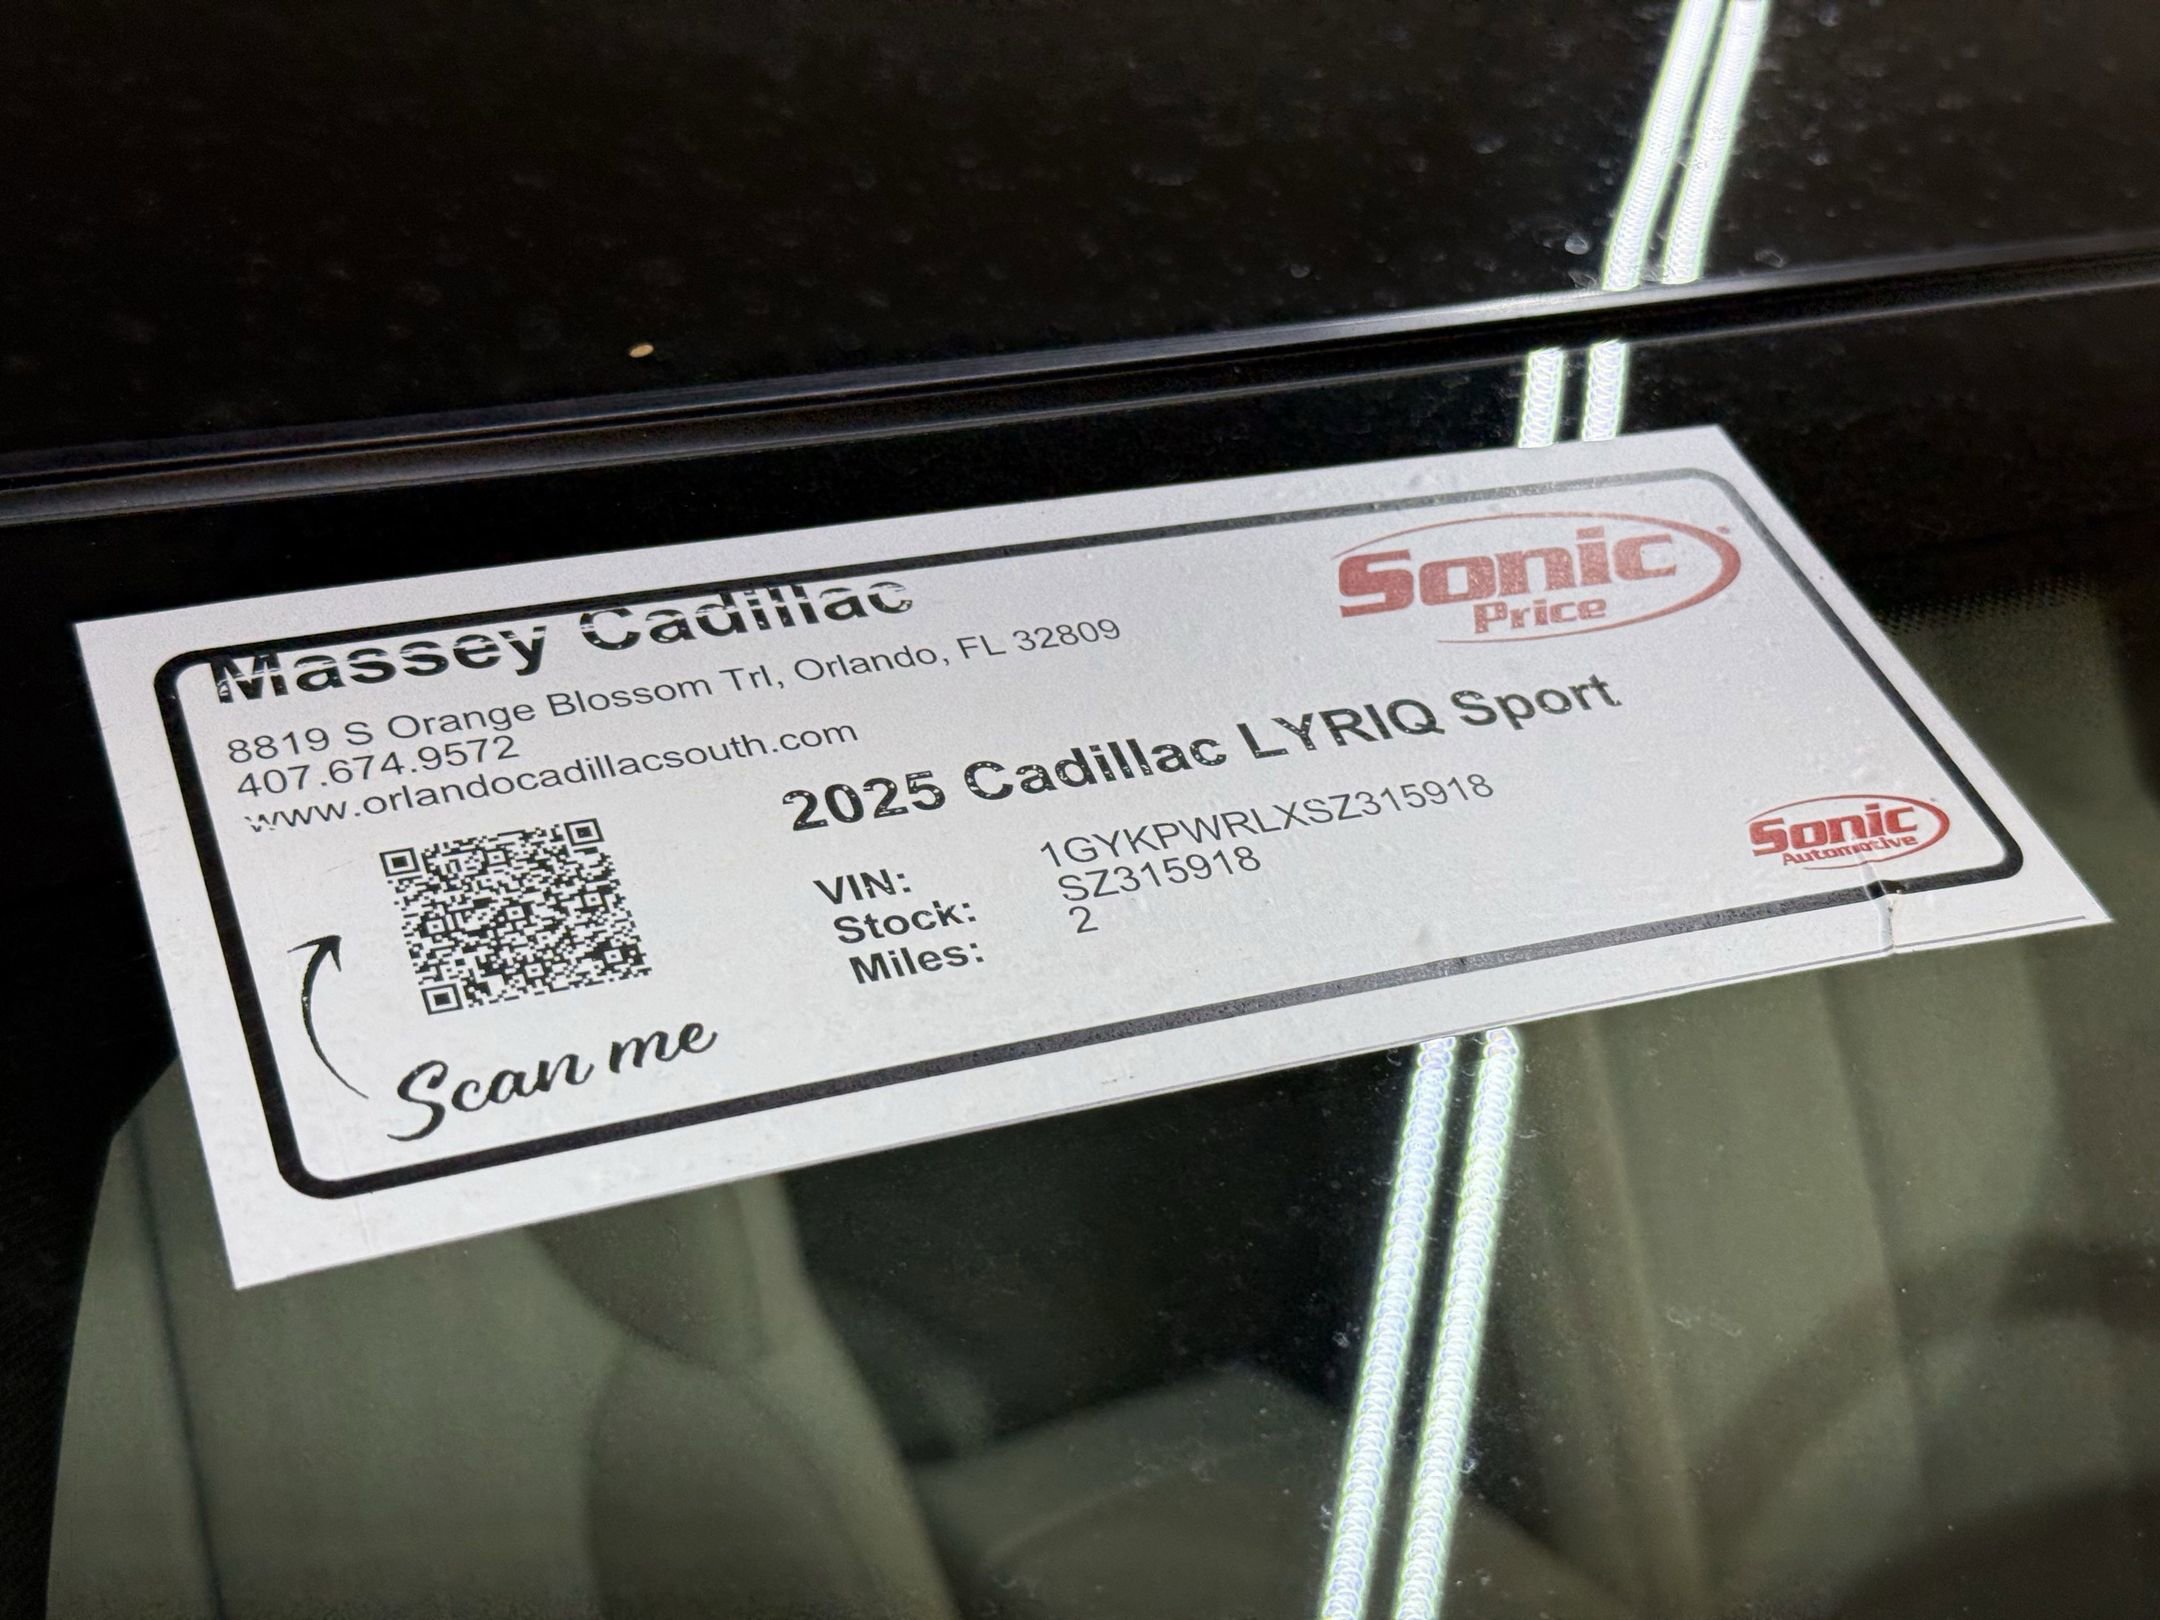 Massey Cadillac
8819 S Orange Blossom Trl, Orlando, FL 32809
407.674.9572
www.orlandocadillacsouth.com
Sonic
Price
2025 Cadillac LYRIQ Sport
VIN: 1GYKPWRLXSZ315918
Stock: SZ315918
Miles: 2
Scan me
Sonic
Automotive